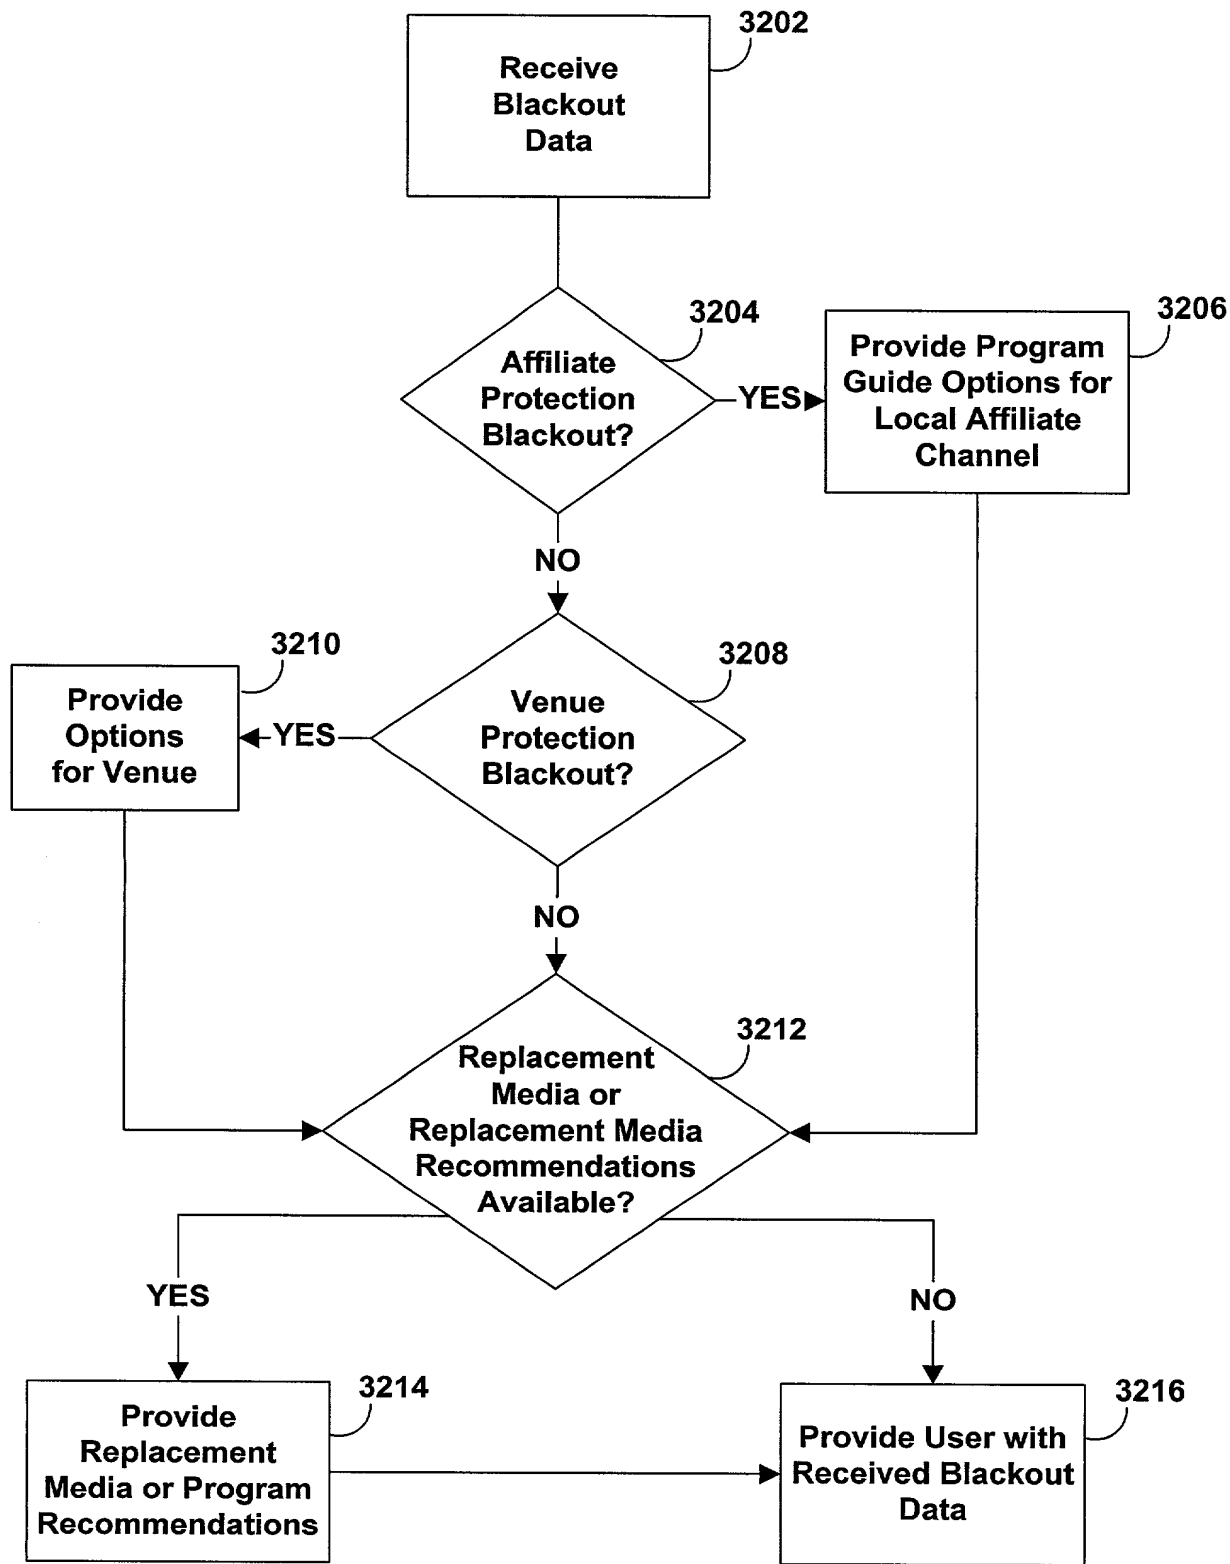 3202
Receive
Blackout
Data
3204
Affiliate
Protection
Blackout?
YES
3206
Provide Program
Guide Options for
Local Affiliate
Channel
NO
3208
Venue
Protection
Blackout?
YES
3210
Provide
Options
for Venue
NO
3212
Replacement
Media or
Replacement Media
Recommendations
Available?
YES
NO
3214
Provide
Replacement
Media or Program
Recommendations
3216
Provide User with
Received Blackout
Data